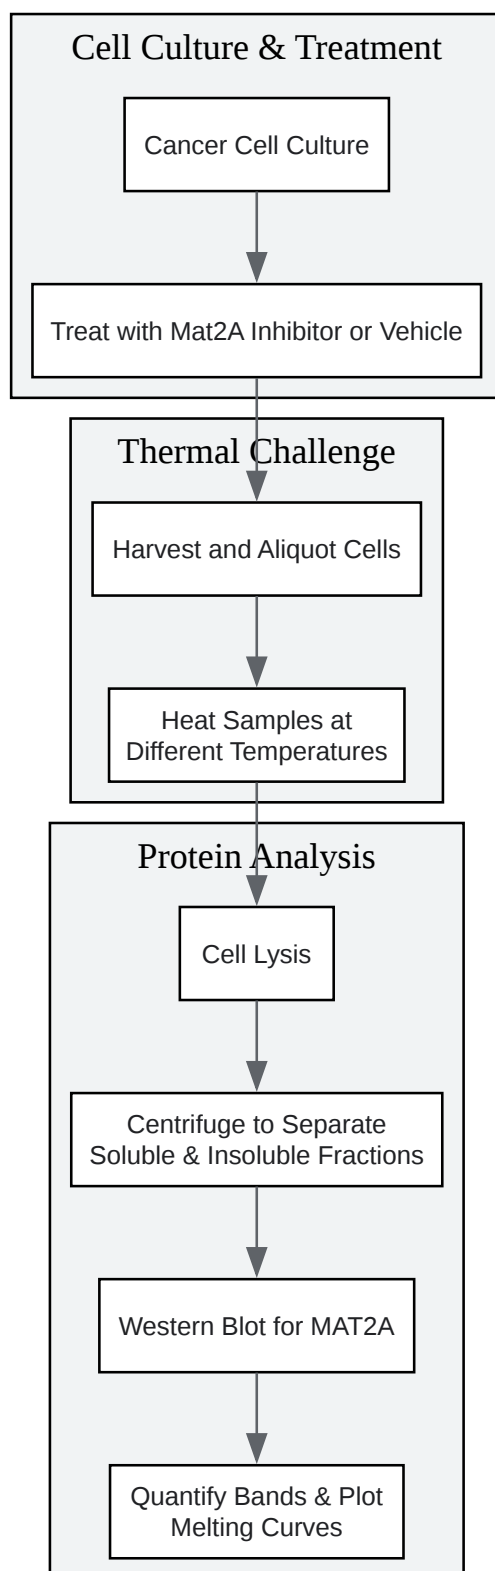 Cell Culture & Treatment
Cancer Cell Culture
Treat with Mat2A Inhibitor or Vehicle
Thermal Challenge
Harvest and Aliquot Cells
Heat Samples at
Different Temperatures
Protein Analysis
Cell Lysis
Centrifuge to Separate
Soluble & Insoluble Fractions
Western Blot for MAT2A
Quantify Bands & Plot
Melting Curves